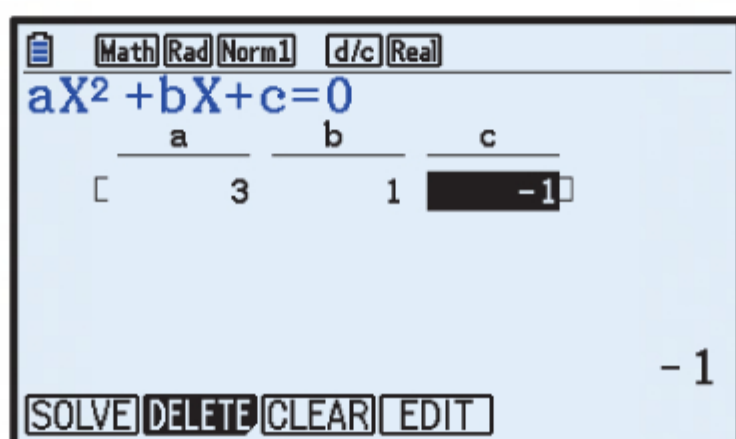 Math Rad Norm1 d/c Real
aX² +bX+c=0
a b c
[ 3 1 -1 ]
-1
SOLVE DELETE CLEAR EDIT